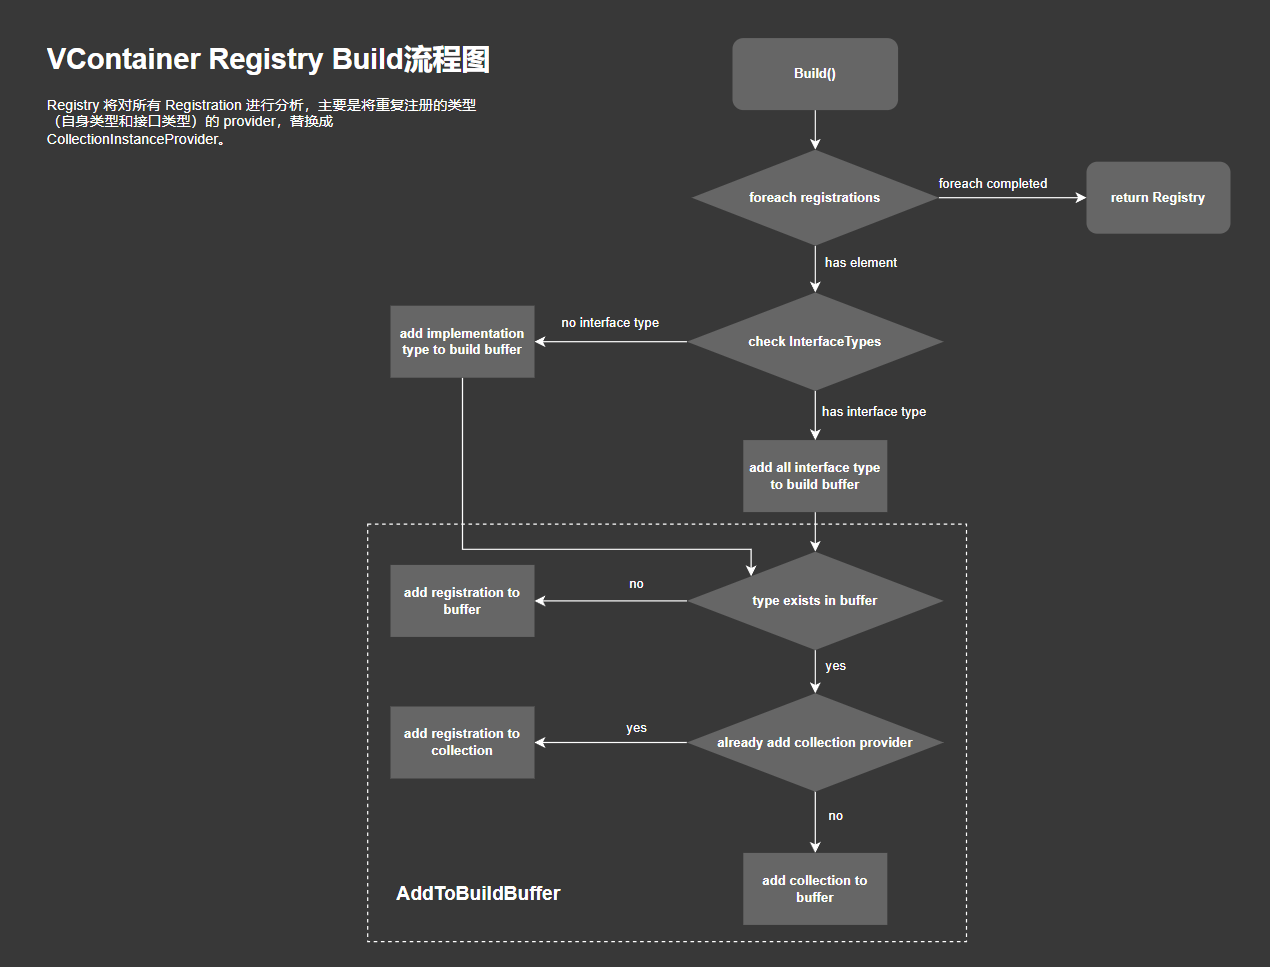 VContainer Registry Build流程图
Registry 将对所有 Registration 进行分析，主要是将重复注册的类型
（自身类型和接口类型）的 provider，替换成
CollectionInstanceProvider。
Build()
foreach registrations
foreach completed
return Registry
has element
check InterfaceTypes
no interface type
add implementation
type to build buffer
has interface type
add all interface type
to build buffer
type exists in buffer
no
add registration to
buffer
yes
already add collection provider
yes
add registration to
collection
no
add collection to
buffer
AddToBuildBuffer